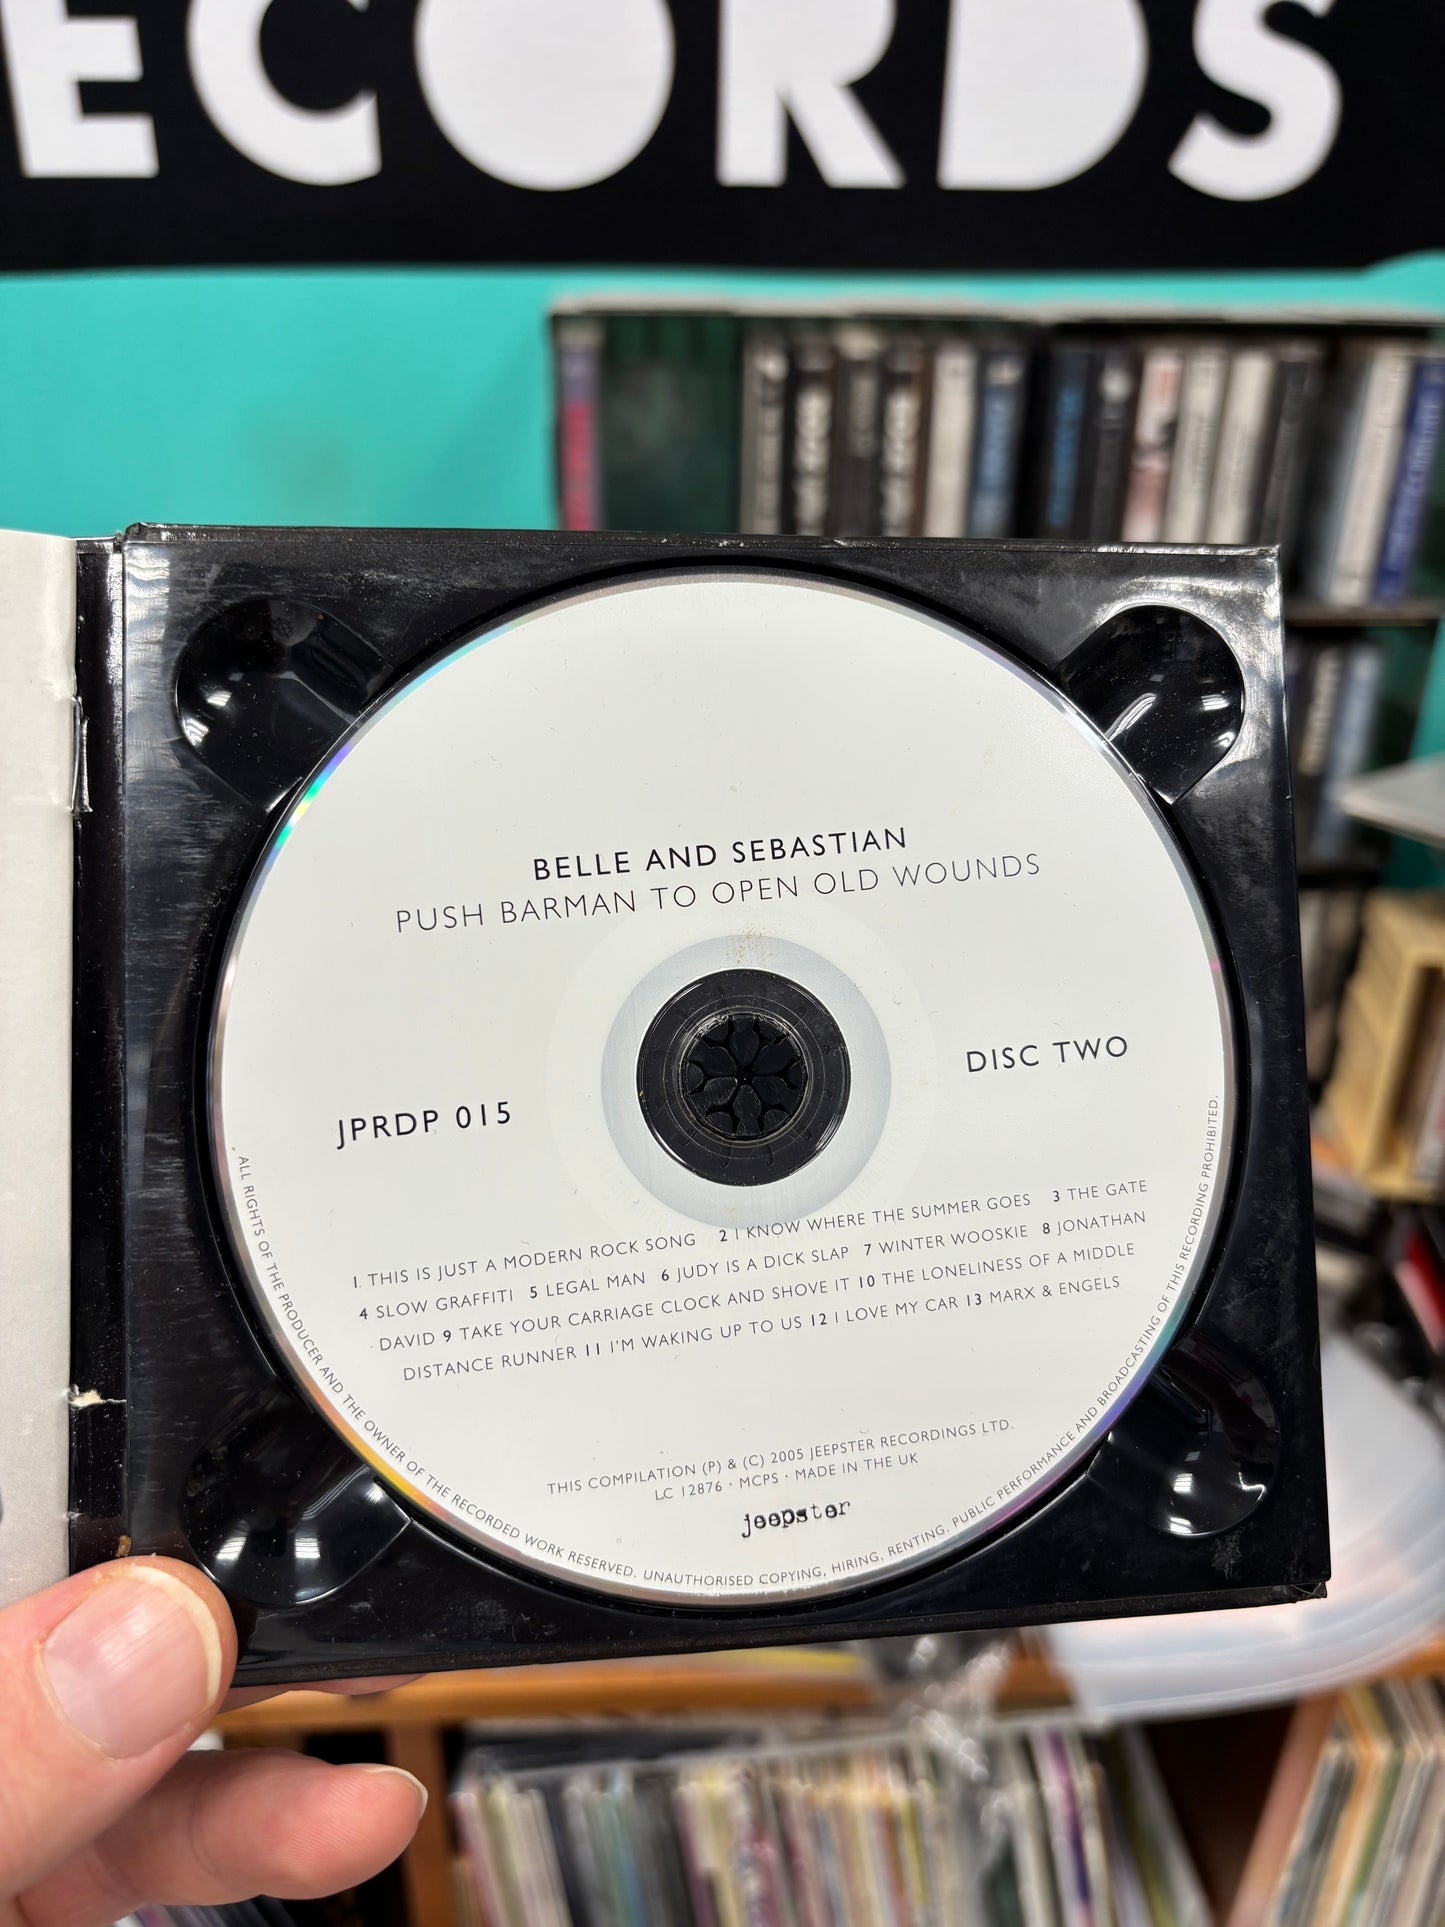 ECORDS
BELLE AND SEBASTIAN
PUSH BARMAN TO OPEN OLD WOUNDS
DISC TWO
JPRDP 015
1. THIS IS JUST A MODERN ROCK SONG 2 I KNOW WHERE THE SUMMER GOES 3 THE GATE
4 SLOW GRAFFITI 5 LEGAL MAN 6 JUDY IS A DICK SLAP 7 WINTER WOOSKIE 8 JONATHAN
DAVID 9 TAKE YOUR CARRIAGE CLOCK AND SHOVE IT 10 THE LONELINESS OF A MIDDLE
DISTANCE RUNNER 11 I'M WAKING UP TO US 12 I LOVE MY CAR 13 MARX & ENGELS
THIS COMPILATION (P) & (C) 2005 JEEPSTER RECORDINGS LTD.
LC 12876 · MCPS · MADE IN THE UK
jeepster
ALL RIGHTS OF THE PRODUCER AND THE OWNER OF THE RECORDED WORK RESERVED. UNAUTHORISED COPYING, HIRING, RENTING, PUBLIC PERFORMANCE AND BROADCASTING OF THIS RECORDING PROHIBITED.